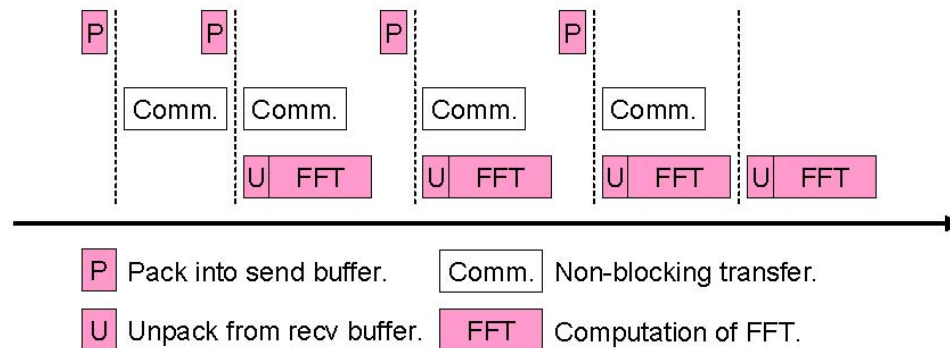 P P P P
Comm. Comm. Comm. Comm.
U FFT U FFT U FFT U FFT
P Pack into send buffer. Comm. Non-blocking transfer.
U Unpack from recv buffer. FFT Computation of FFT.